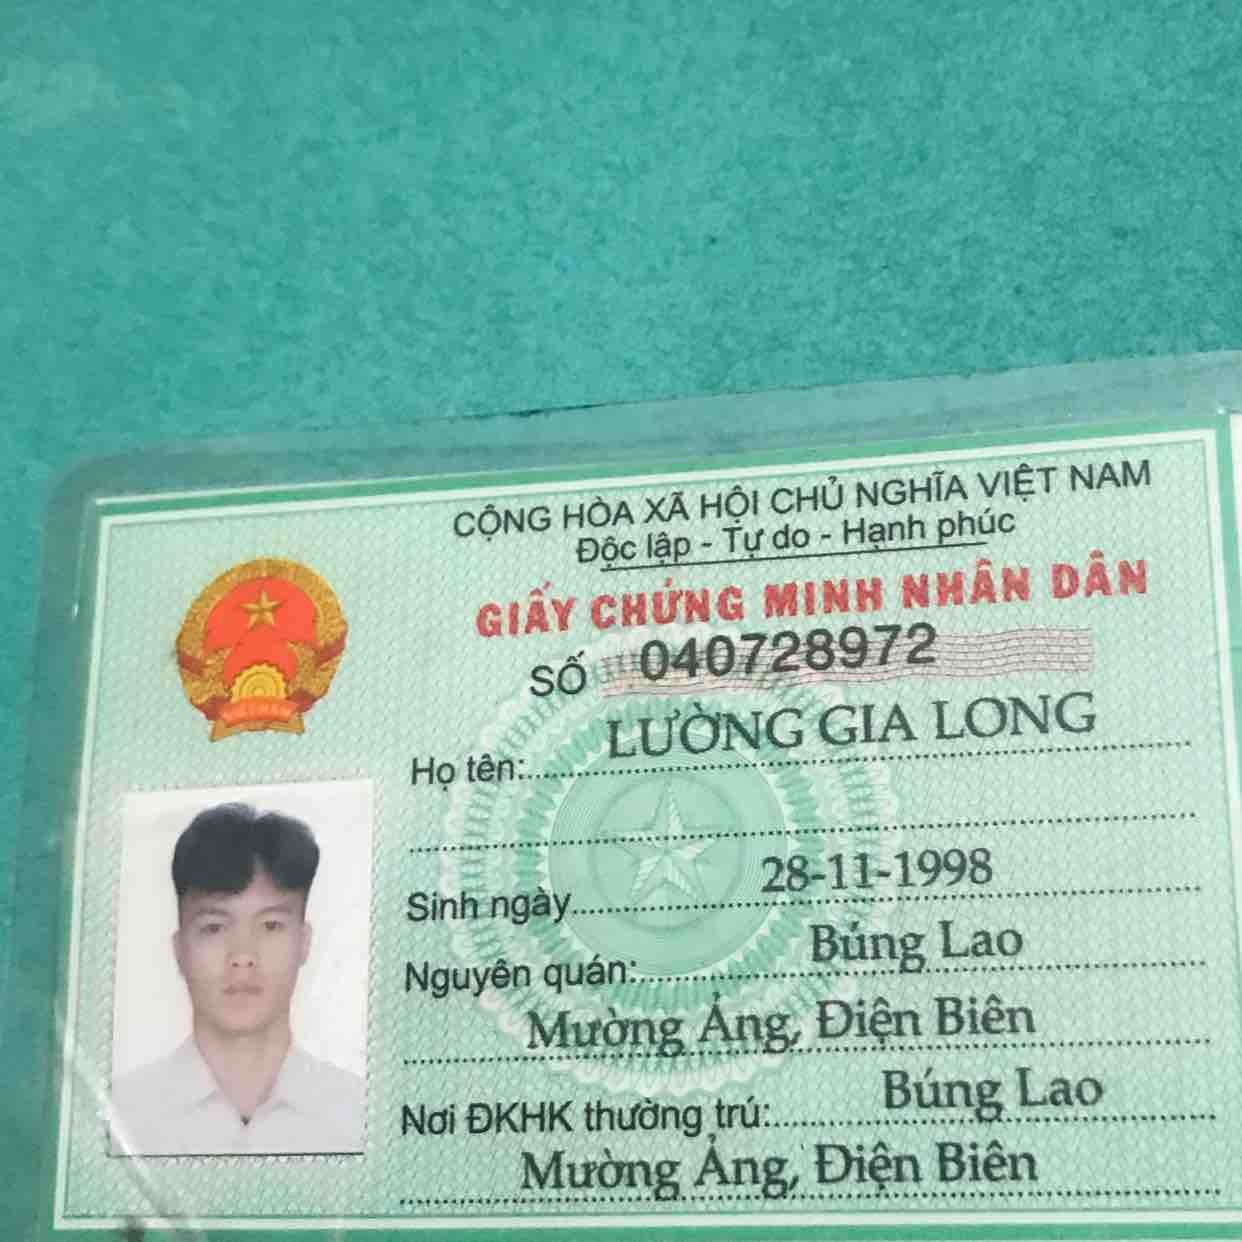 CỘNG HÒA XÃ HỘI CHỦ NGHĨA VIỆT NAM
Độc lập - Tự do - Hạnh phúc
GIẤY CHỨNG MINH NHÂN DÂN
SỐ 040728972
Họ tên: LƯỜNG GIA LONG
Sinh ngày 28-11-1998
Nguyên quán: Búng Lao
Mường Ảng, Điện Biên
Nơi ĐKHK thường trú: Búng Lao
Mường Ảng, Điện Biên